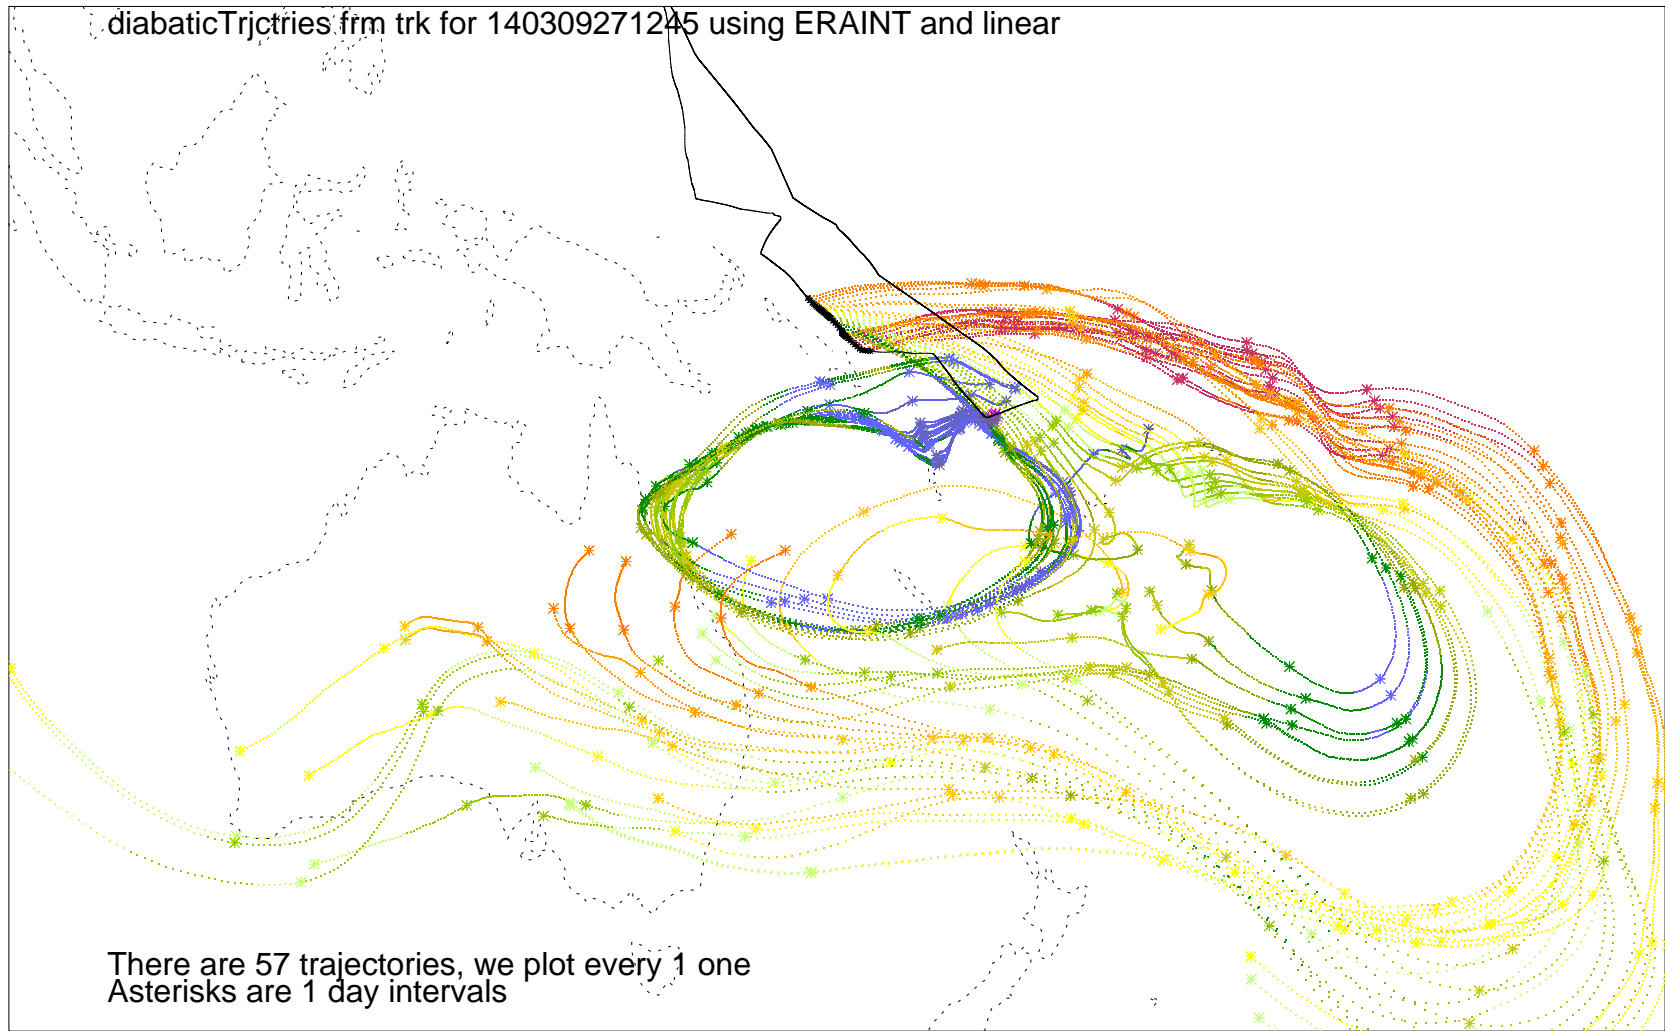 diabaticTrjctries frm trk for 140309271245 using ERAINT and linear
There are 57 trajectories, we plot every 1 one
Asterisks are 1 day intervals